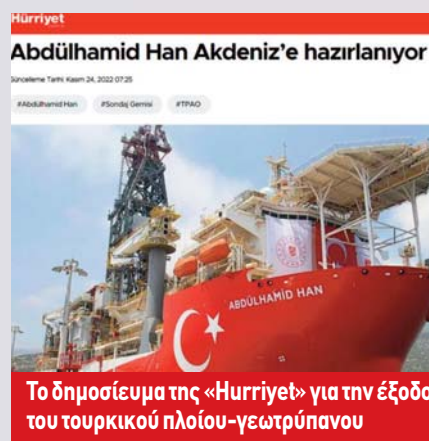 Hürriyet
Abdülhamid Han Akdeniz’e hazırlanıyor
Güncelleme Tarihi: Kasım 24, 2022 07:25
#Abdülhamid Han #Sondaj Gemisi #TPAO
ABDÜLHAMİD HAN
Το δημοσίευμα της «Hurriyet» για την έξοδο
του τουρκικού πλοίου-γεωτρύπανου